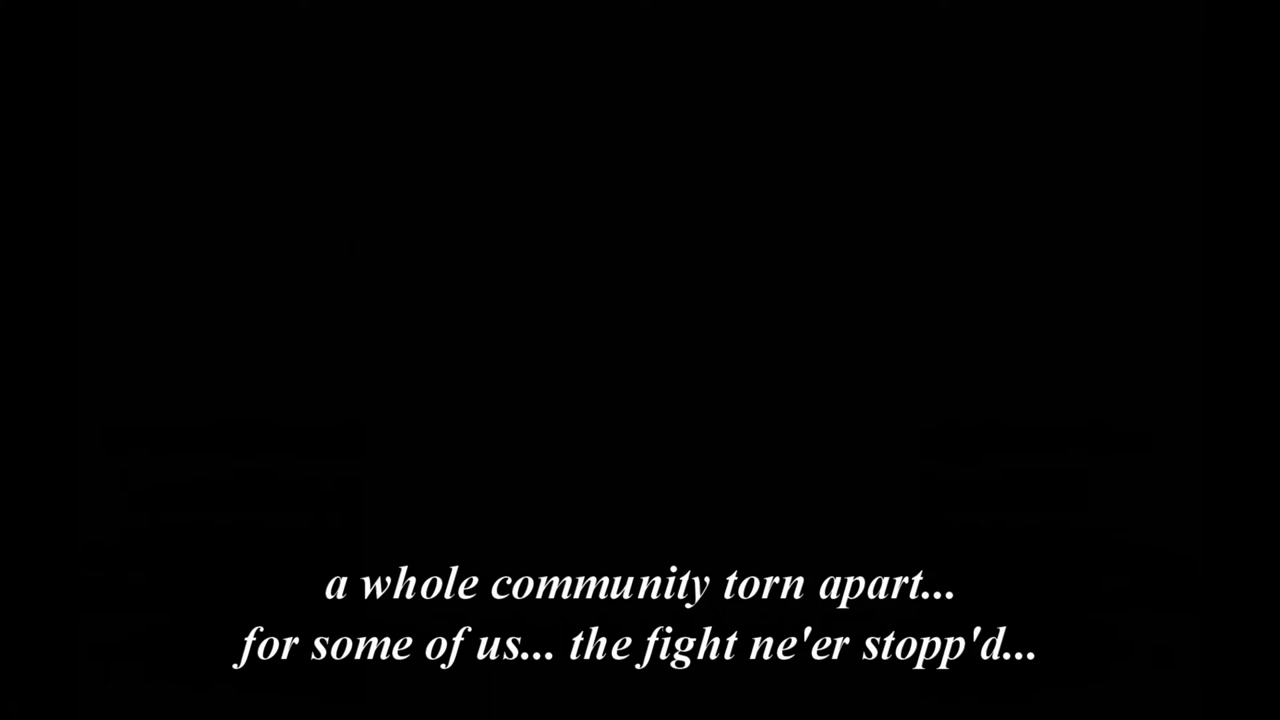 a whole community torn apart...
for some of us... the fight ne'er stopp'd...